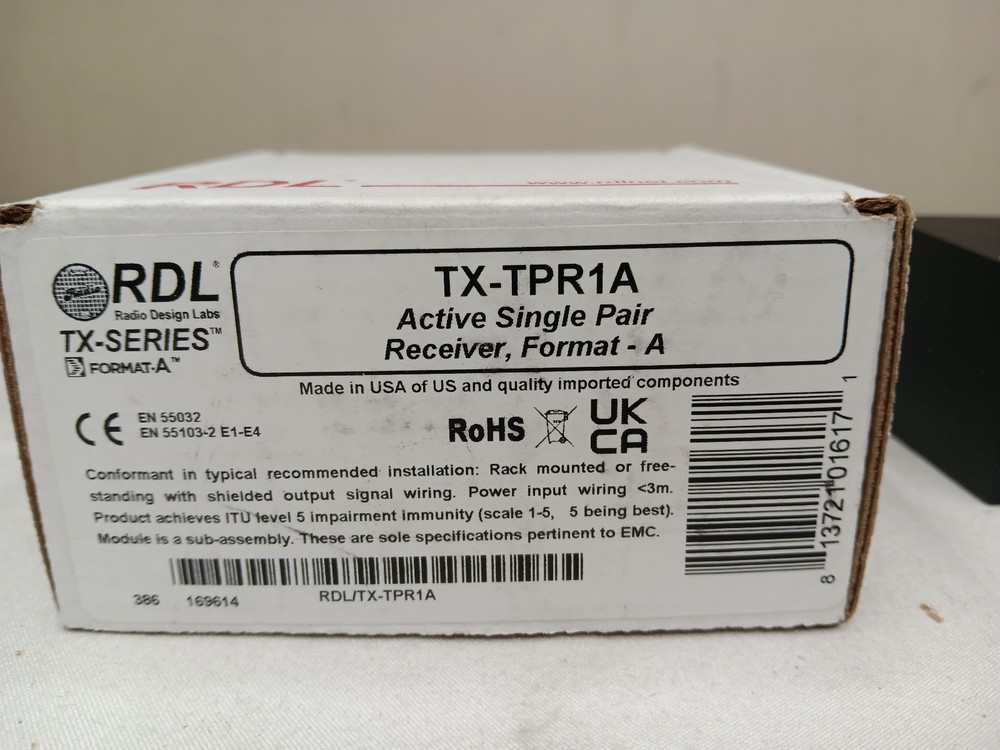 RDL®
www.rdlnet.com
RDL®
Radio Design Labs
TX-SERIES™
FORMAT-A™
TX-TPR1A
Active Single Pair
Receiver, Format - A
Made in USA of US and quality imported components
CE
EN 55032
EN 55103-2 E1-E4
RoHS
UK
CA
Conformant in typical recommended installation: Rack mounted or free-
standing with shielded output signal wiring. Power input wiring <3m.
Product achieves ITU level 5 impairment immunity (scale 1-5, 5 being best).
Module is a sub-assembly. These are sole specifications pertinent to EMC.
386 169614
RDL/TX-TPR1A
8 13721 01617 1